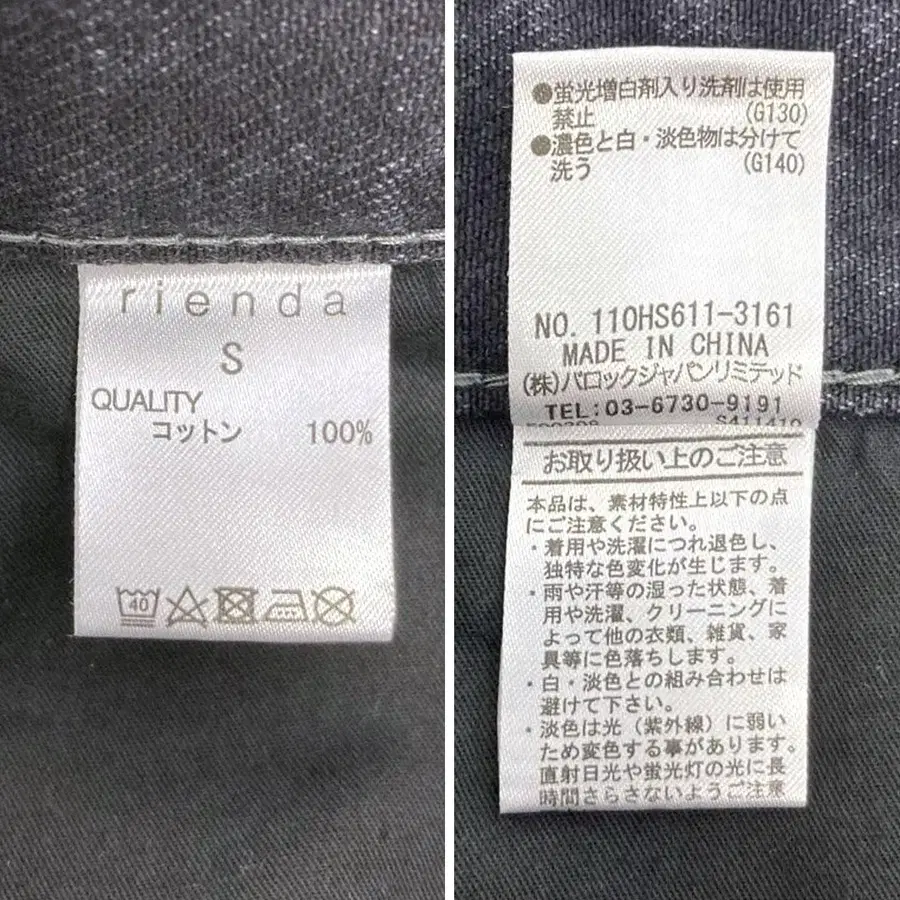 rienda
S
QUALITY
コットン 100%
40
●蛍光増白剤入り洗剤は使用
禁止 (G130)
●濃色と白・淡色物は分けて
洗う (G140)
NO. 110HS611-3161
MADE IN CHINA
(株)バロックジャパンリミテッド
TEL:03-6730-9191
S411410
お取り扱い上のご注意
本品は、素材特性上以下の点
にご注意ください。
・着用や洗濯につれ退色し、
独特な色変化が生じます。
・雨や汗等の湿った状態、着
用や洗濯、クリーニングに
よって他の衣類、雑貨、家
具等に色落ちします。
・白・淡色との組み合わせは
避けて下さい。
・淡色は光（紫外線）に弱い
ため変色する事があります。
直射日光や蛍光灯の光に長
時間さらさないようご注意